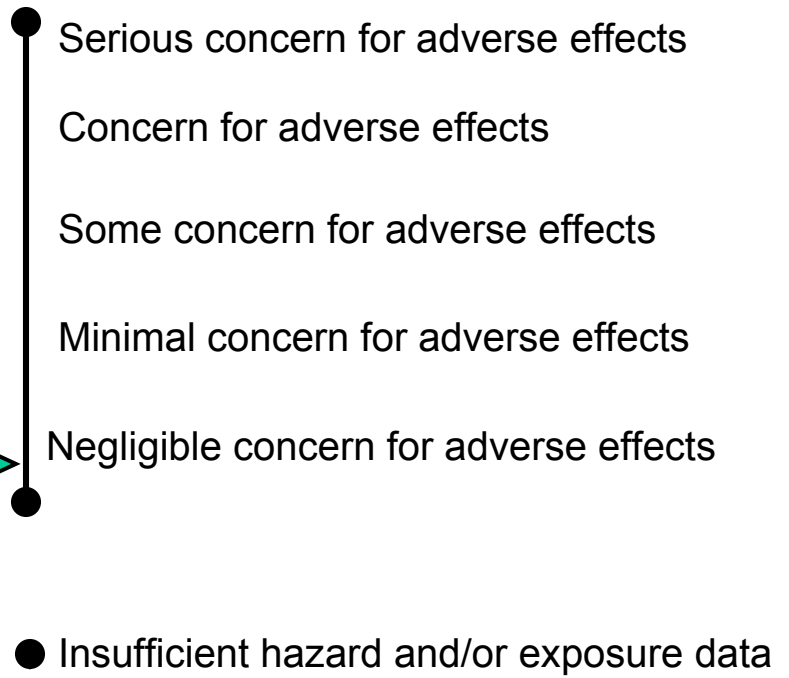 Serious concern for adverse effects
Concern for adverse effects
Some concern for adverse effects
Minimal concern for adverse effects
Negligible concern for adverse effects
Insufficient hazard and/or exposure data